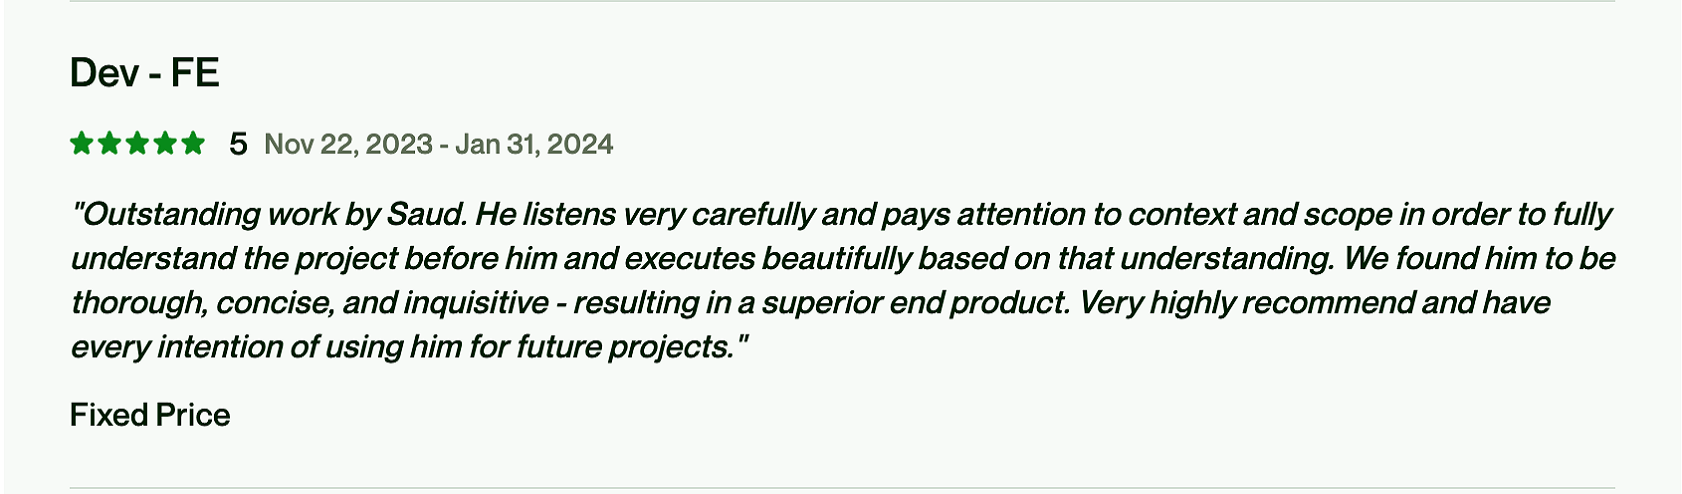 Dev - FE
5 Nov 22, 2023 - Jan 31, 2024
"Outstanding work by Saud. He listens very carefully and pays attention to context and scope in order to fully
understand the project before him and executes beautifully based on that understanding. We found him to be
thorough, concise, and inquisitive - resulting in a superior end product. Very highly recommend and have
every intention of using him for future projects."
Fixed Price